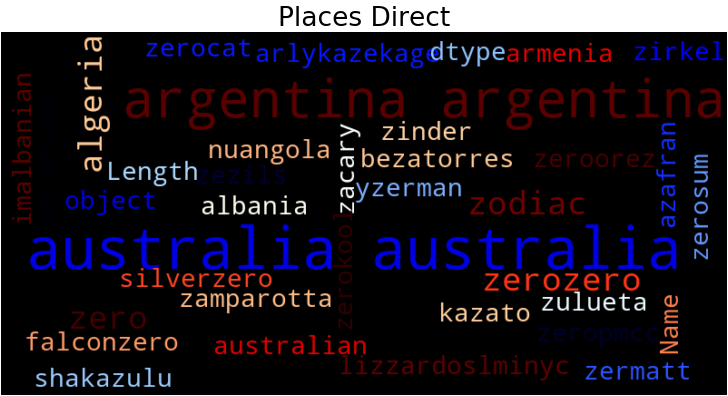 Places Direct
zerocat arlykazekage dtype armenia zirkel
algeria
argentina argentina
imalbanian
zinder
nuangola zacary bezatorres zeroorez azafran
Length zezils yzerman zerosum
object albania zodiac
australia australia
zerokool
silverzero zerozero
zamparotta kazato zulueta Name
zero zeropmcc
falconzero australian
lizzardoslminyc zermatt
shakazulu